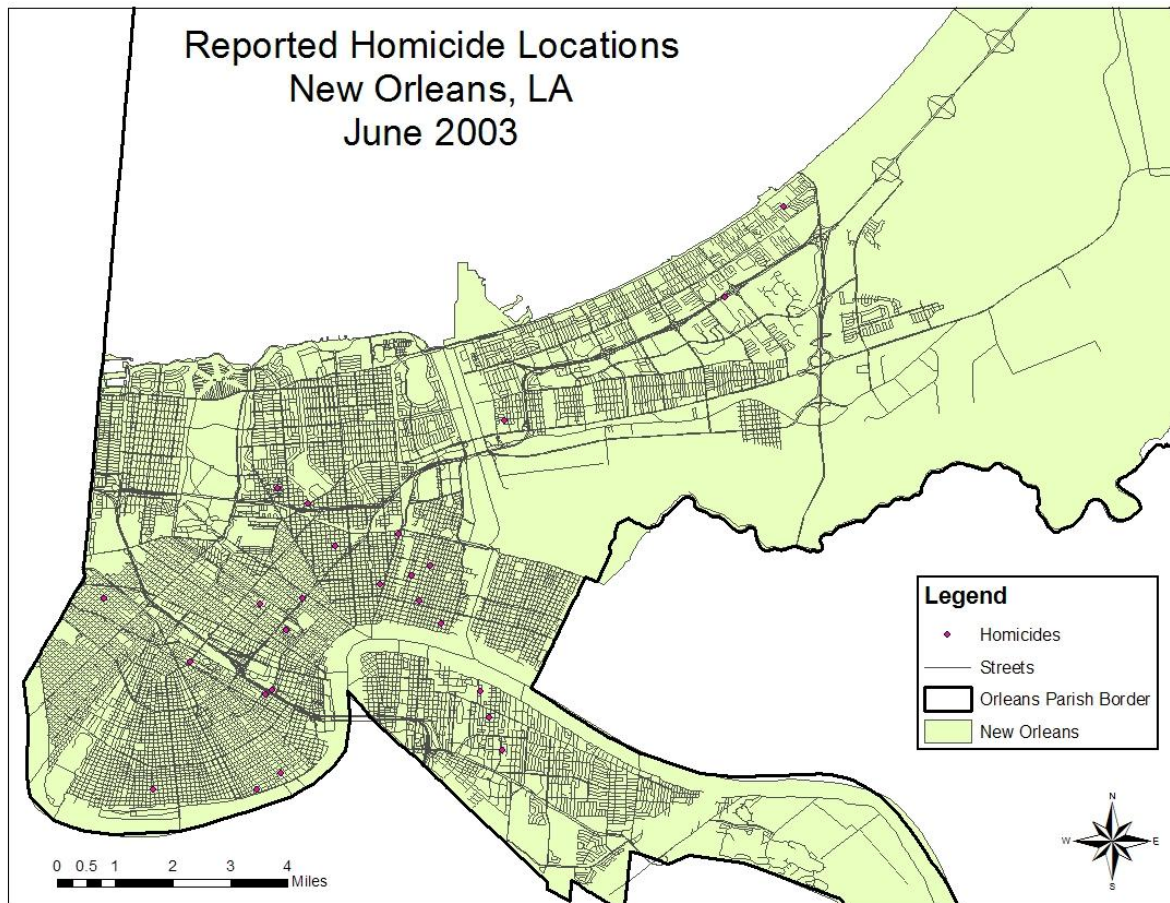 Reported Homicide Locations
New Orleans, LA
June 2003
Legend
Homicides
Streets
Orleans Parish Border
New Orleans
N
W E
S
0 0.5 1 2 3 4
Miles